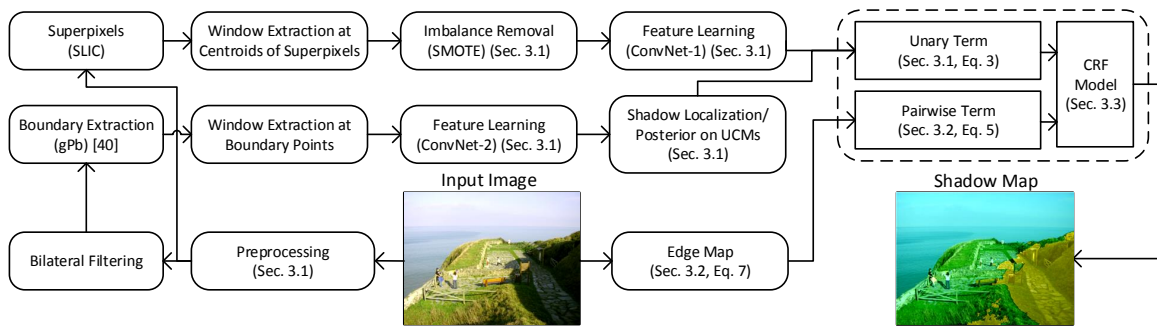 Superpixels
(SLIC)
Window Extraction at
Centroids of Superpixels
Imbalance Removal
(SMOTE) (Sec. 3.1)
Feature Learning
(ConvNet-1) (Sec. 3.1)
Unary Term
(Sec. 3.1, Eq. 3)
CRF
Model
(Sec. 3.3)
Boundary Extraction
(gPb) [40]
Window Extraction at
Boundary Points
Feature Learning
(ConvNet-2) (Sec. 3.1)
Shadow Localization/
Posterior on UCMs
(Sec. 3.1)
Pairwise Term
(Sec. 3.2, Eq. 5)
Input Image
Shadow Map
Bilateral Filtering
Preprocessing
(Sec. 3.1)
Edge Map
(Sec. 3.2, Eq. 7)